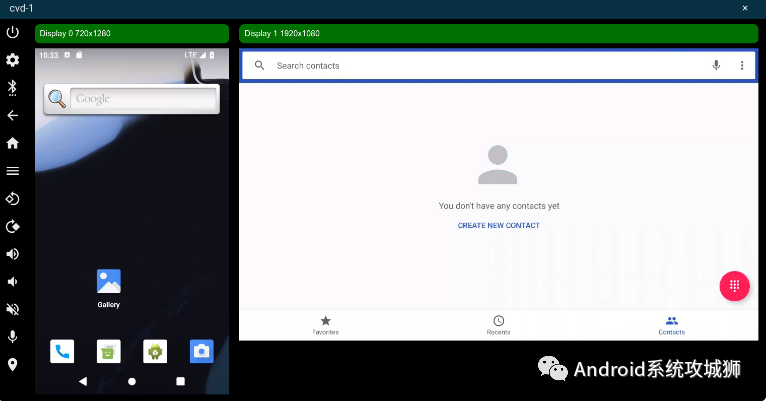 cvd-1
Display 0 720x1280
Display 1 1920x1080
10:33
LTE
Google
Gallery
Search contacts
You don't have any contacts yet
CREATE NEW CONTACT
Favorites
Recents
Contacts
Android系统攻城狮